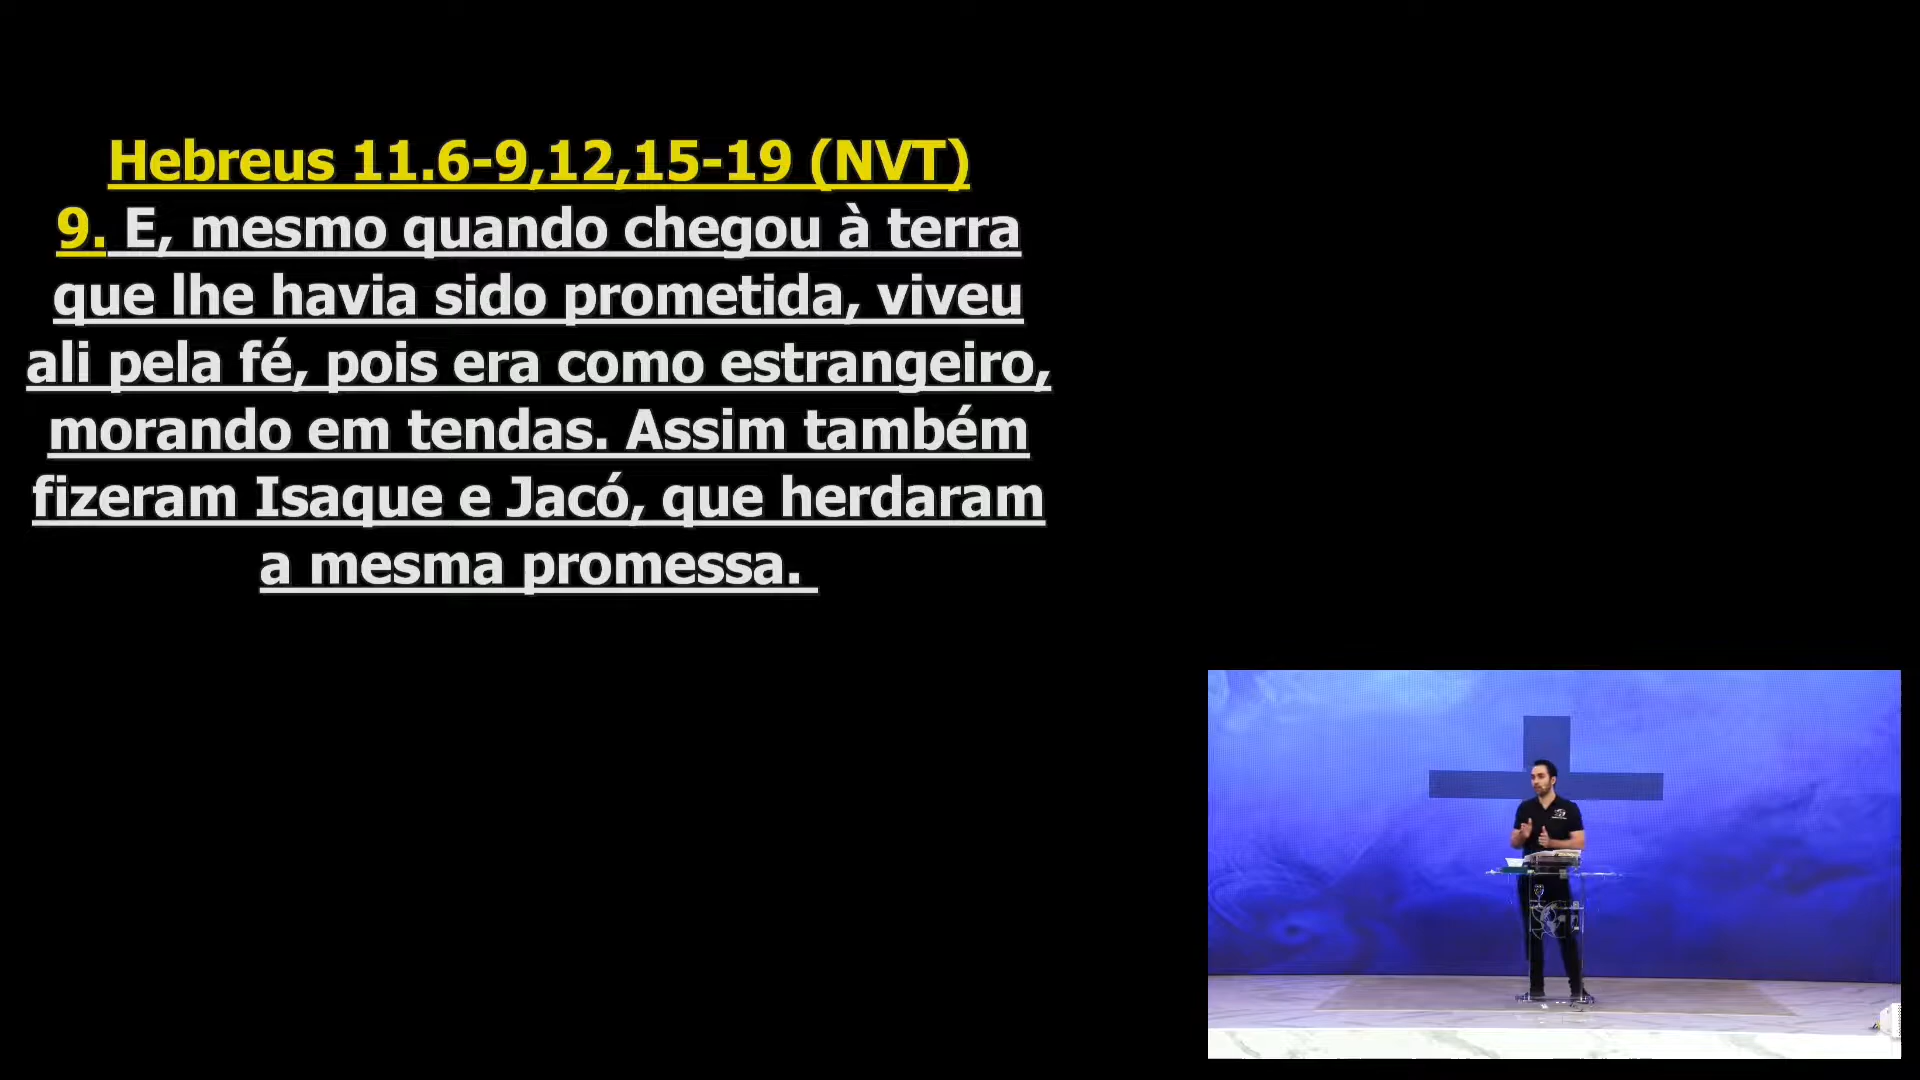 Hebreus 11.6-9,12,15-19 (NVT)
9. E, mesmo quando chegou à terra
que lhe havia sido prometida, viveu
ali pela fé, pois era como estrangeiro,
morando em tendas. Assim também
fizeram Isaque e Jacó, que herdaram
a mesma promessa.